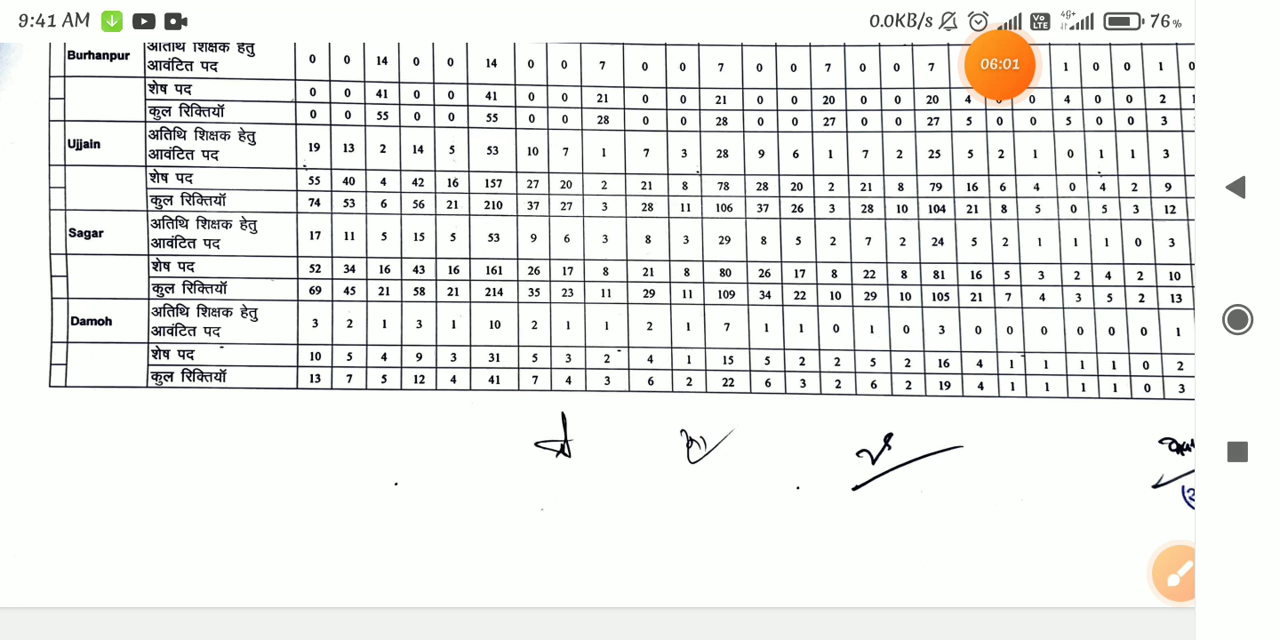 9:41 AM 0.0KB/s Vo LTE 4G+ 76%
Burhanpur अतिथि शिक्षक हेतु आवंटित पद 0 0 14 0 0 14 0 0 7 0 0 7 0 0 7 0 0 7 06:01 1 0 0 1 0
शेष पद 0 0 41 0 0 41 0 0 21 0 0 21 0 0 20 0 0 20 4 0 0 4 0 0 2
कुल रिक्तियॉ 0 0 55 0 0 55 0 0 28 0 0 28 0 0 27 0 0 27 5 0 0 5 0 0 3
Ujjain अतिथि शिक्षक हेतु आवंटित पद 19 13 2 14 5 53 10 7 1 7 3 28 9 6 1 7 2 25 5 2 1 0 1 1 3
शेष पद 55 40 4 42 16 157 27 20 2 21 8 78 28 20 2 21 8 79 16 6 4 0 4 2 9
कुल रिक्तियॉ 74 53 6 56 21 210 37 27 3 28 11 106 37 26 3 28 10 104 21 8 5 0 5 3 12
Sagar अतिथि शिक्षक हेतु आवंटित पद 17 11 5 15 5 53 9 6 3 8 3 29 8 5 2 7 2 24 5 2 1 1 1 0 3
शेष पद 52 34 16 43 16 161 26 17 8 21 8 80 26 17 8 22 8 81 16 5 3 2 4 2 10
कुल रिक्तियॉ 69 45 21 58 21 214 35 23 11 29 11 109 34 22 10 29 10 105 21 7 4 3 5 2 13
Damoh अतिथि शिक्षक हेतु आवंटित पद 3 2 1 3 1 10 2 1 1 2 1 7 1 1 0 1 0 3 0 0 0 0 0 0 1
शेष पद 10 5 4 9 3 31 5 3 2 4 1 15 5 2 2 5 2 16 4 1 1 1 1 0 2
कुल रिक्तियॉ 13 7 5 12 4 41 7 4 3 6 2 22 6 3 2 6 2 19 4 1 1 1 1 0 3